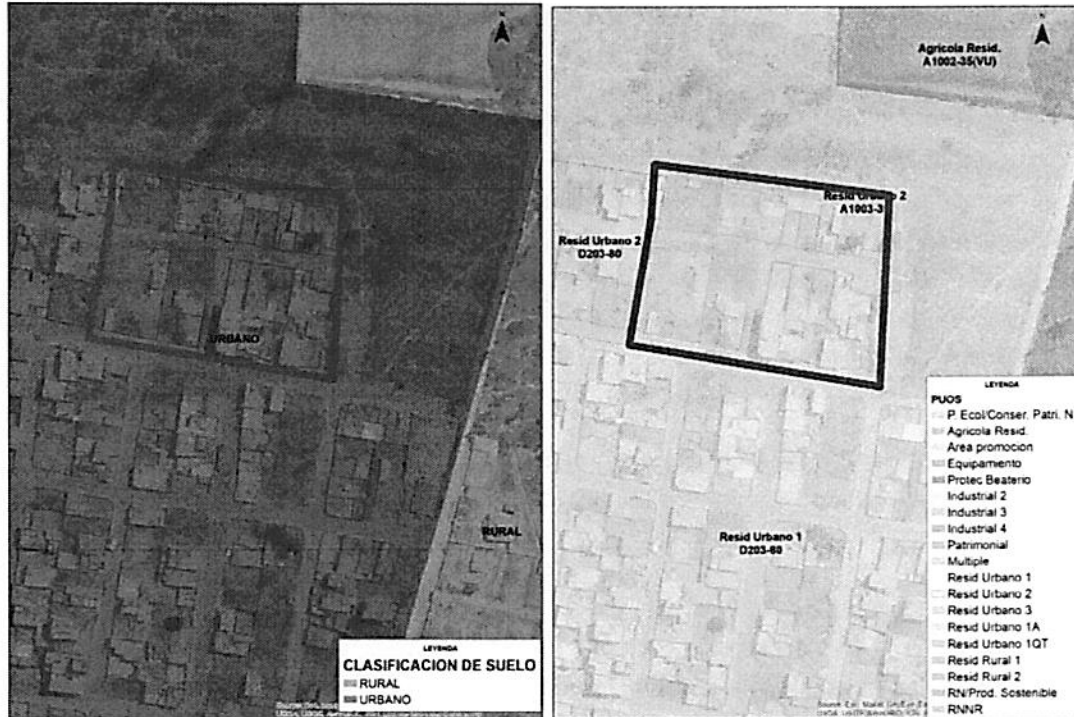 N
URBANO
RURAL
LEYENDA
CLASIFICACION DE SUELO
RURAL
URBANO
N
Agricola Resid.
A1002-35(VU)
Resid Urbano 2
A1003-3
Resid Urbano 2
D203-80
Resid Urbano 1
D203-80
LEYENDA
PUOS
P. Ecol/Conser. Patri. N
Agricola Resid.
Area promocion
Equipamiento
Protec Beaterio
Industrial 2
Industrial 3
Industrial 4
Patrimonial
Multiple
Resid Urbano 1
Resid Urbano 2
Resid Urbano 3
Resid Urbano 1A
Resid Urbano 1QT
Resid Rural 1
Resid Rural 2
RN/Prod. Sostenible
RNNR